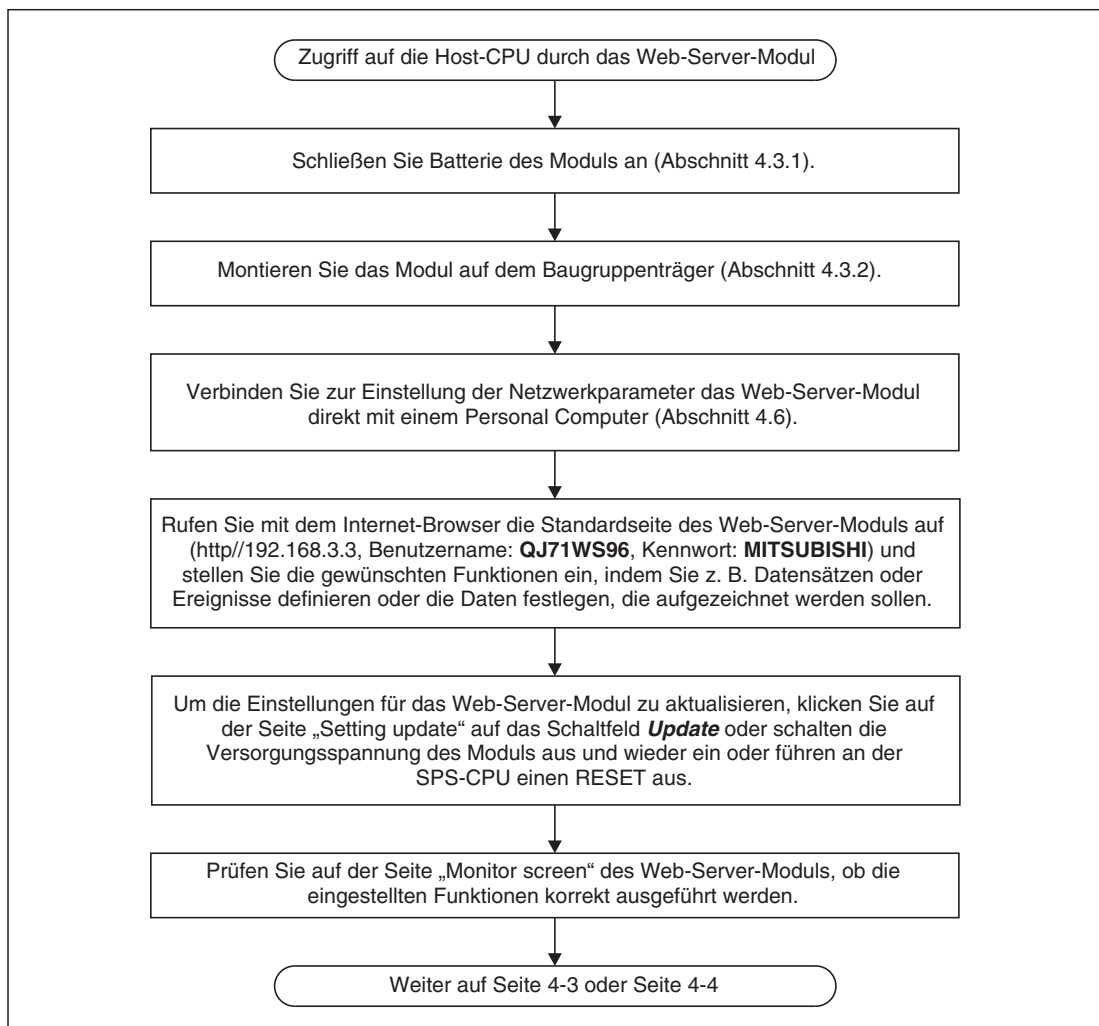 Zugriff auf die Host-CPU durch das Web-Server-Modul
Schließen Sie Batterie des Moduls an (Abschnitt 4.3.1).
Montieren Sie das Modul auf dem Baugruppenträger (Abschnitt 4.3.2).
Verbinden Sie zur Einstellung der Netzwerkparameter das Web-Server-Modul
direkt mit einem Personal Computer (Abschnitt 4.6).
Rufen Sie mit dem Internet-Browser die Standardseite des Web-Server-Moduls auf
(http//192.168.3.3, Benutzername: QJ71WS96, Kennwort: MITSUBISHI) und
stellen Sie die gewünschten Funktionen ein, indem Sie z. B. Datensätzen oder
Ereignisse definieren oder die Daten festlegen, die aufgezeichnet werden sollen.
Um die Einstellungen für das Web-Server-Modul zu aktualisieren, klicken Sie auf
der Seite „Setting update“ auf das Schaltfeld Update oder schalten die
Versorgungsspannung des Moduls aus und wieder ein oder führen an der
SPS-CPU einen RESET aus.
Prüfen Sie auf der Seite „Monitor screen“ des Web-Server-Moduls, ob die
eingestellten Funktionen korrekt ausgeführt werden.
Weiter auf Seite 4-3 oder Seite 4-4